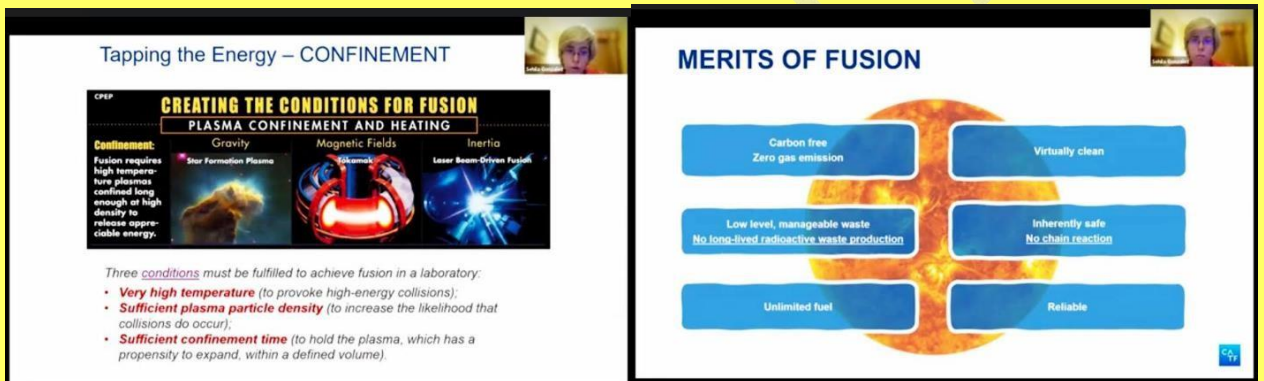 Tapping the Energy – CONFINEMENT
CPEP
CREATING THE CONDITIONS FOR FUSION
PLASMA CONFINEMENT AND HEATING
Confinement:
Fusion requires
high tempera-
ture plasmas
confined long
enough at high
density to
release appre-
ciable energy.
Gravity
Star Formation Plasma
Magnetic Fields
Tokamak
Inertia
Laser Beam-Driven Fusion
Three conditions must be fulfilled to achieve fusion in a laboratory:
• Very high temperature (to provoke high-energy collisions);
• Sufficient plasma particle density (to increase the likelihood that
collisions do occur);
• Sufficient confinement time (to hold the plasma, which has a
propensity to expand, within a defined volume).
MERITS OF FUSION
Carbon free
Zero gas emission
Virtually clean
Low level, manageable waste
No long-lived radioactive waste production
Inherently safe
No chain reaction
Unlimited fuel
Reliable
CA
TF